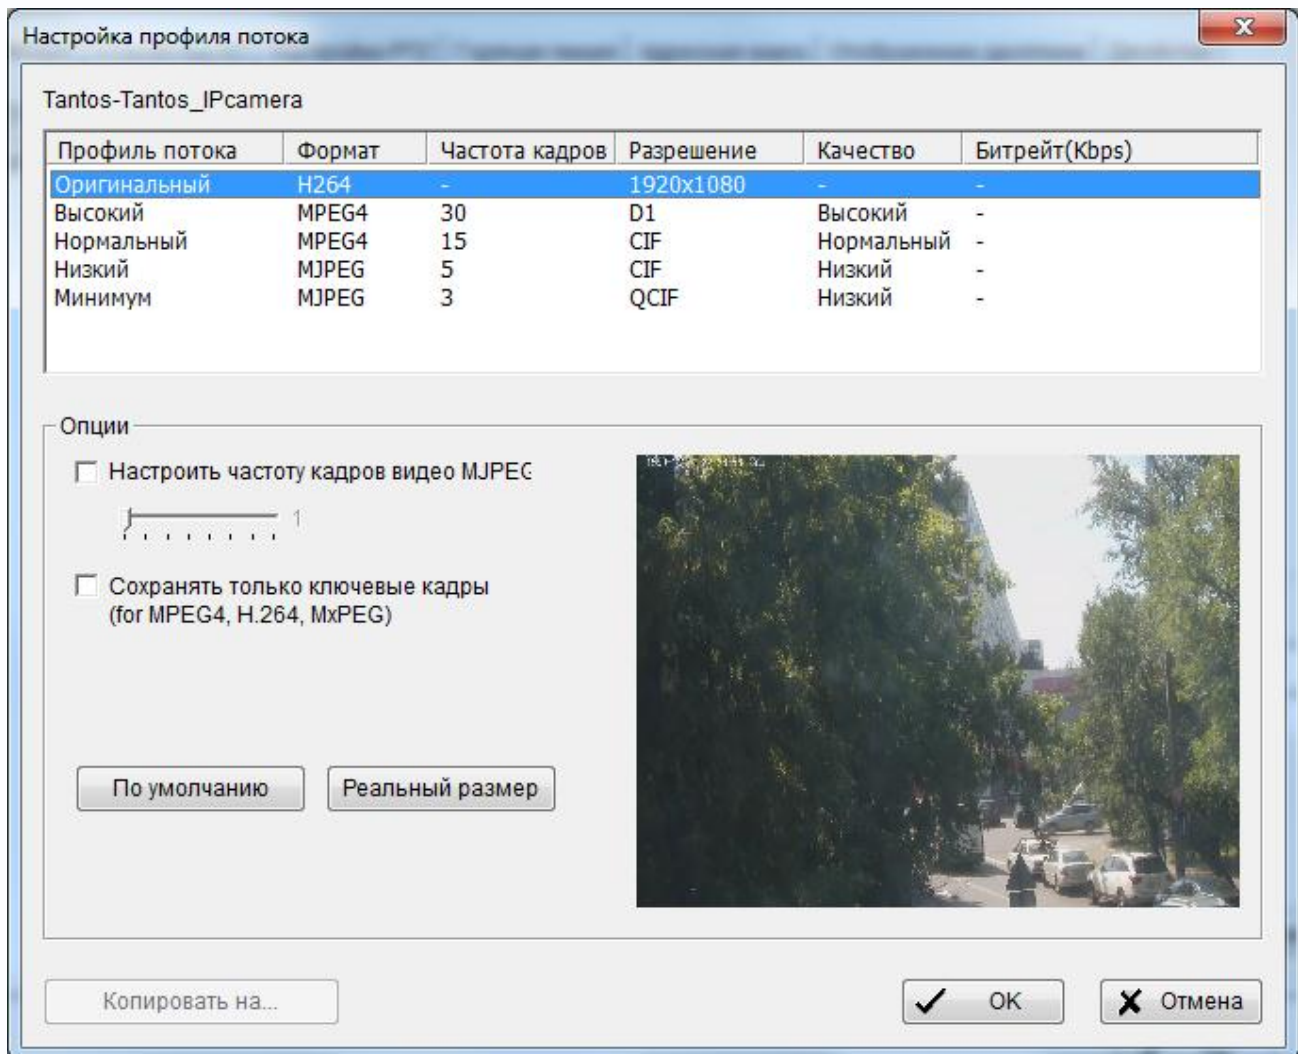 Настройка профиля потока
Tantos-Tantos_IPcamera
Профиль потока Формат Частота кадров Разрешение Качество Битрейт(Kbps)
Оригинальный H264 - 1920x1080 - -
Высокий MPEG4 30 D1 Высокий -
Нормальный MPEG4 15 CIF Нормальный -
Низкий MJPEG 5 CIF Низкий -
Минимум MJPEG 3 QCIF Низкий -
Опции
Настроить частоту кадров видео MJPEG
1
Сохранять только ключевые кадры
(for MPEG4, H.264, MxPEG)
По умолчанию Реальный размер
Копировать на... OK Отмена